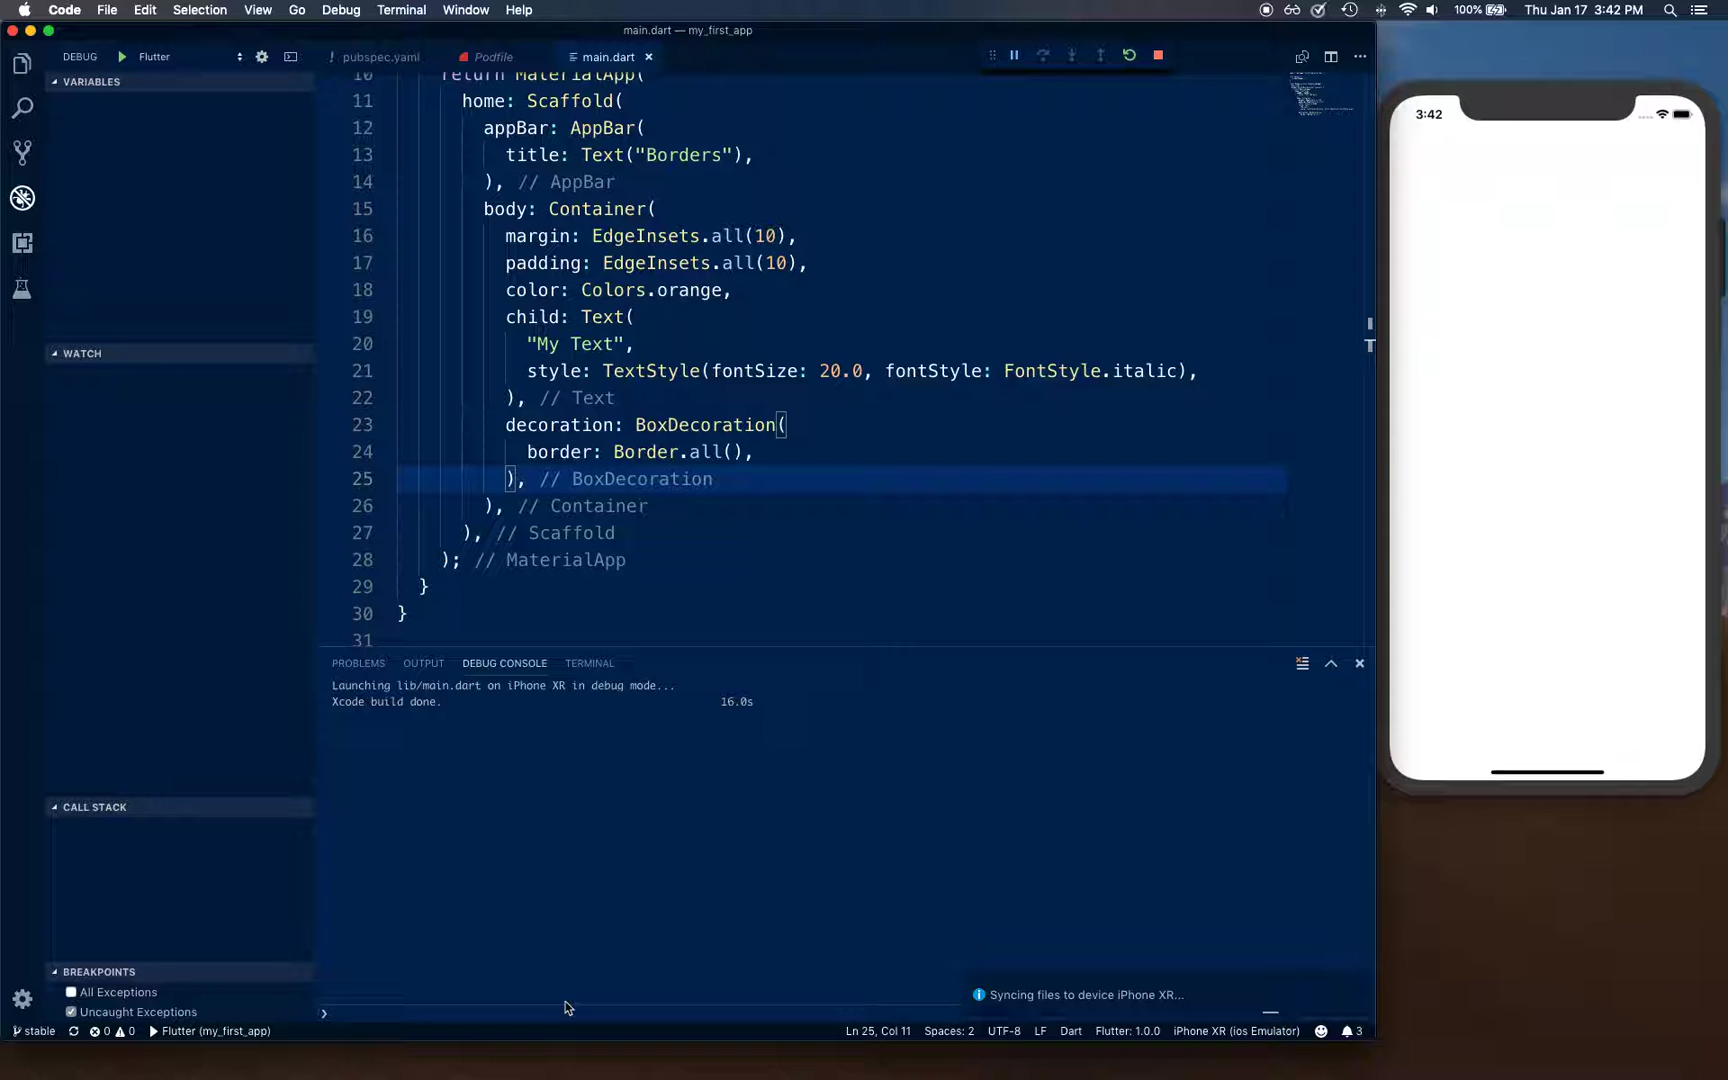 Code File Edit Selection View Go Debug Terminal Window Help
100% Thu Jan 17 3:42 PM
main.dart — my_first_app
DEBUG Flutter
pubspec.yaml Podfile main.dart
VARIABLES
WATCH
CALL STACK
BREAKPOINTS
All Exceptions
Uncaught Exceptions
10 return MaterialApp(
11 home: Scaffold(
12 appBar: AppBar(
13 title: Text("Borders"),
14 ), // AppBar
15 body: Container(
16 margin: EdgeInsets.all(10),
17 padding: EdgeInsets.all(10),
18 color: Colors.orange,
19 child: Text(
20 "My Text",
21 style: TextStyle(fontSize: 20.0, fontStyle: FontStyle.italic),
22 ), // Text
23 decoration: BoxDecoration(
24 border: Border.all(),
25 ), // BoxDecoration
26 ), // Container
27 ), // Scaffold
28 ); // MaterialApp
29 }
30 }
31
PROBLEMS OUTPUT DEBUG CONSOLE TERMINAL
Launching lib/main.dart on iPhone XR in debug mode...
Xcode build done. 16.0s
Syncing files to device iPhone XR...
stable 0 0 Flutter (my_first_app)
Ln 25, Col 11 Spaces: 2 UTF-8 LF Dart Flutter: 1.0.0 iPhone XR (ios Emulator) 3
3:42